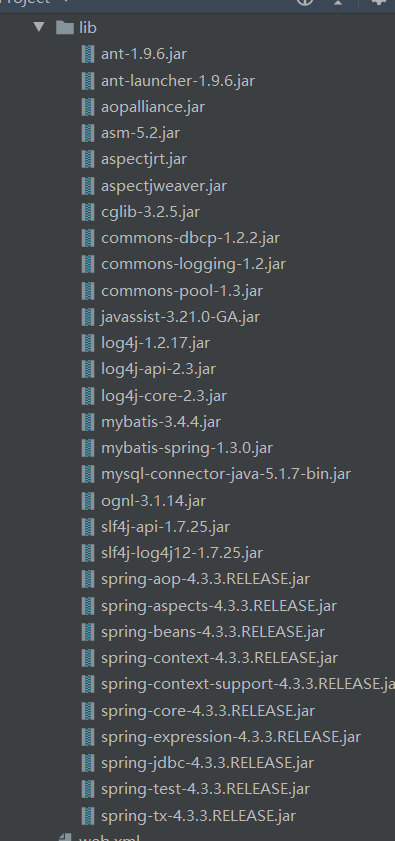 Project
lib
ant-1.9.6.jar
ant-launcher-1.9.6.jar
aopalliance.jar
asm-5.2.jar
aspectjrt.jar
aspectjweaver.jar
cglib-3.2.5.jar
commons-dbcp-1.2.2.jar
commons-logging-1.2.jar
commons-pool-1.3.jar
javassist-3.21.0-GA.jar
log4j-1.2.17.jar
log4j-api-2.3.jar
log4j-core-2.3.jar
mybatis-3.4.4.jar
mybatis-spring-1.3.0.jar
mysql-connector-java-5.1.7-bin.jar
ognl-3.1.14.jar
slf4j-api-1.7.25.jar
slf4j-log4j12-1.7.25.jar
spring-aop-4.3.3.RELEASE.jar
spring-aspects-4.3.3.RELEASE.jar
spring-beans-4.3.3.RELEASE.jar
spring-context-4.3.3.RELEASE.jar
spring-context-support-4.3.3.RELEASE.ja
spring-core-4.3.3.RELEASE.jar
spring-expression-4.3.3.RELEASE.jar
spring-jdbc-4.3.3.RELEASE.jar
spring-test-4.3.3.RELEASE.jar
spring-tx-4.3.3.RELEASE.jar
web.xml